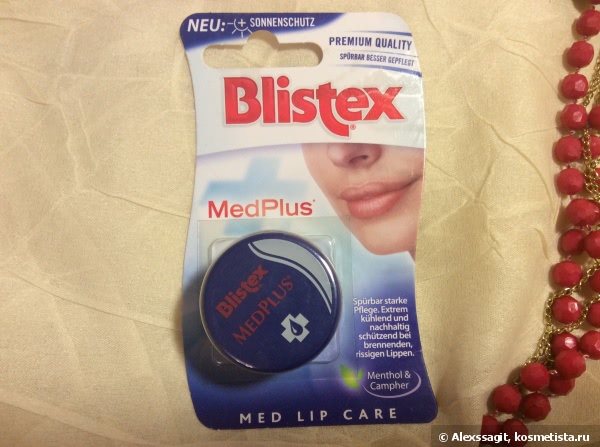 NEU: SONNENSCHUTZ
PREMIUM QUALITY
SPÜRBAR BESSER GEPFLEGT
Blistex®
MedPlus®
Blistex
MEDPLUS
Spürbar starke
Pflege. Extrem
kühlend und
nachhaltig
schützend bei
brennenden,
rissigen Lippen.
Menthol &
Campher
MED LIP CARE
© Alexssagit, kosmetista.ru